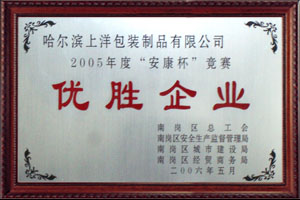 哈尔滨上洋包装制品有限公司
2005年度“安康杯”竞赛
优胜企业
南岗区总工会
南岗区安全生产监督管理局
南岗区城市建设局
南岗区经贸商务局
二00六年五月